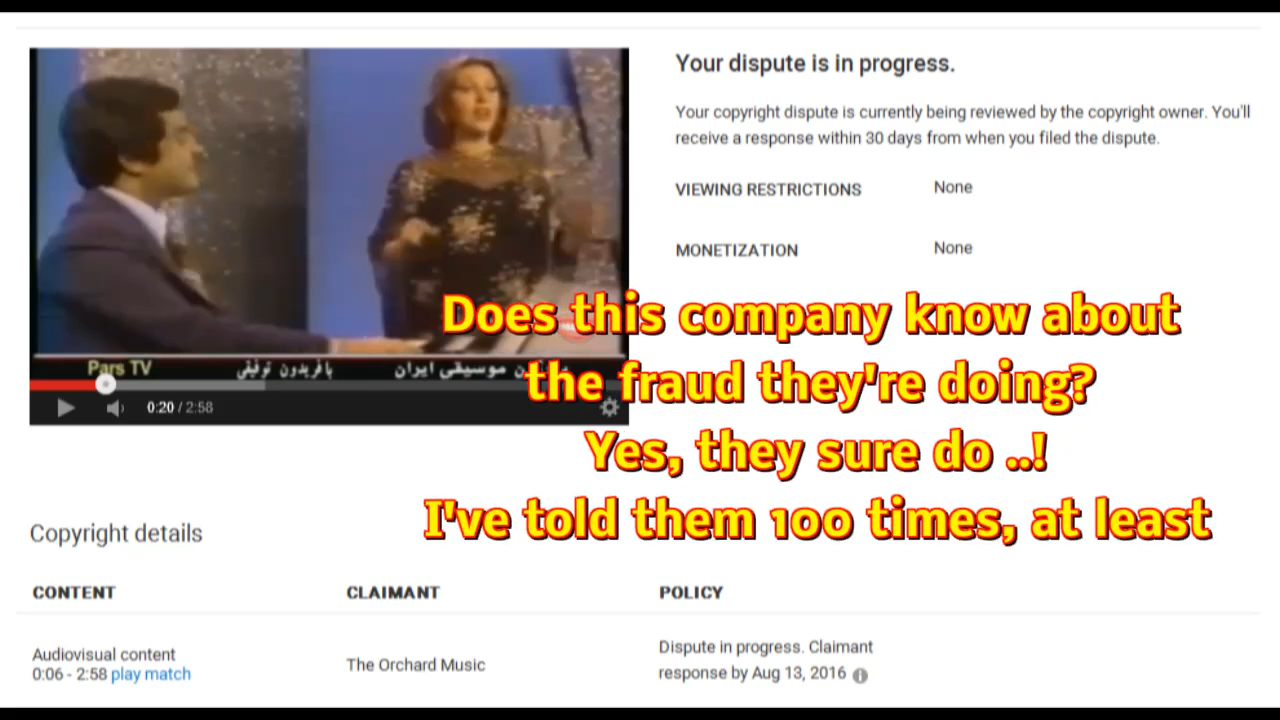 Your dispute is in progress.
Your copyright dispute is currently being reviewed by the copyright owner. You'll
receive a response within 30 days from when you filed the dispute.
VIEWING RESTRICTIONS None
MONETIZATION None
Does this company know about
the fraud they're doing?
Yes, they sure do ..!
I've told them 100 times, at least
Pars TV
موسیقی ایران
با فریدون توفیقی
0:20 / 2:58
Copyright details
CONTENT CLAIMANT POLICY
Audiovisual content
0:06 - 2:58 play match
The Orchard Music
Dispute in progress. Claimant
response by Aug 13, 2016